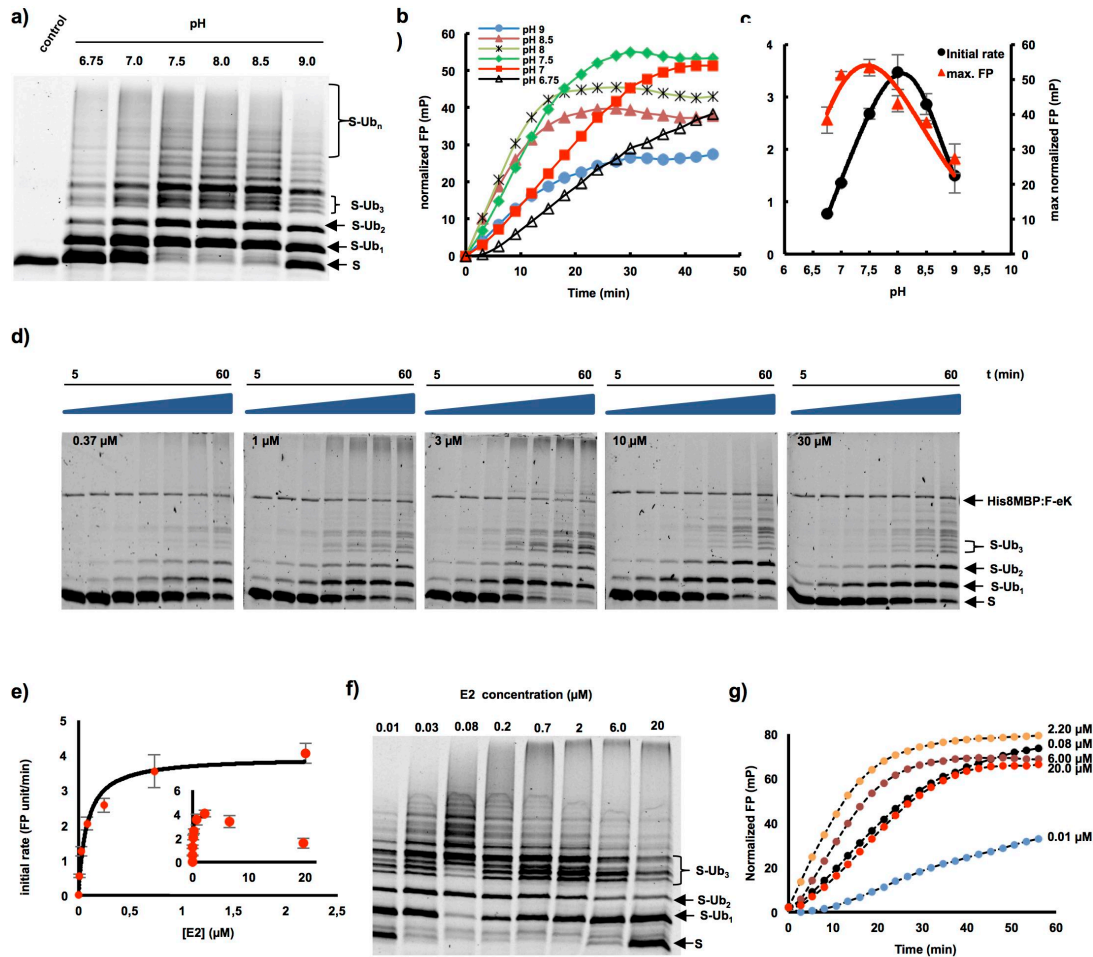 a)
control
pH
6.75 7.0 7.5 8.0 8.5 9.0
S-Ubn
S-Ub3
S-Ub2
S-Ub1
S
b
)
pH 9
pH 8.5
pH 8
pH 7.5
pH 7
pH 6.75
normalized FP (mP)
60
50
40
30
20
10
0
0 10 20 30 40 50
Time (min)
c
Initial rate
max. FP
4
3
2
1
0
60
50
40
30
20
10
0
max normalized FP (mP)
6 6,5 7 7,5 8 8,5 9 9,5 10
pH
d)
5 60 5 60 5 60 5 60 5 60 t (min)
0.37 µM 1 µM 3 µM 10 µM 30 µM
His8MBP:F-eK
S-Ub3
S-Ub2
S-Ub1
S
e)
Initial rate (FP unit/min)
5
4
3
2
1
0
6
4
2
0
0 10 20
0 0,5 1 1,5 2 2,5
[E2] (µM)
f)
E2 concentration (µM)
0.01 0.03 0.08 0.2 0.7 2 6.0 20
S-Ub3
S-Ub2
S-Ub1
S
g)
Normalized FP (mP)
80
60
40
20
0
2.20 µM
0.08 µM
6.00 µM
20.0 µM
0.01 µM
0 10 20 30 40 50 60
Time (min)